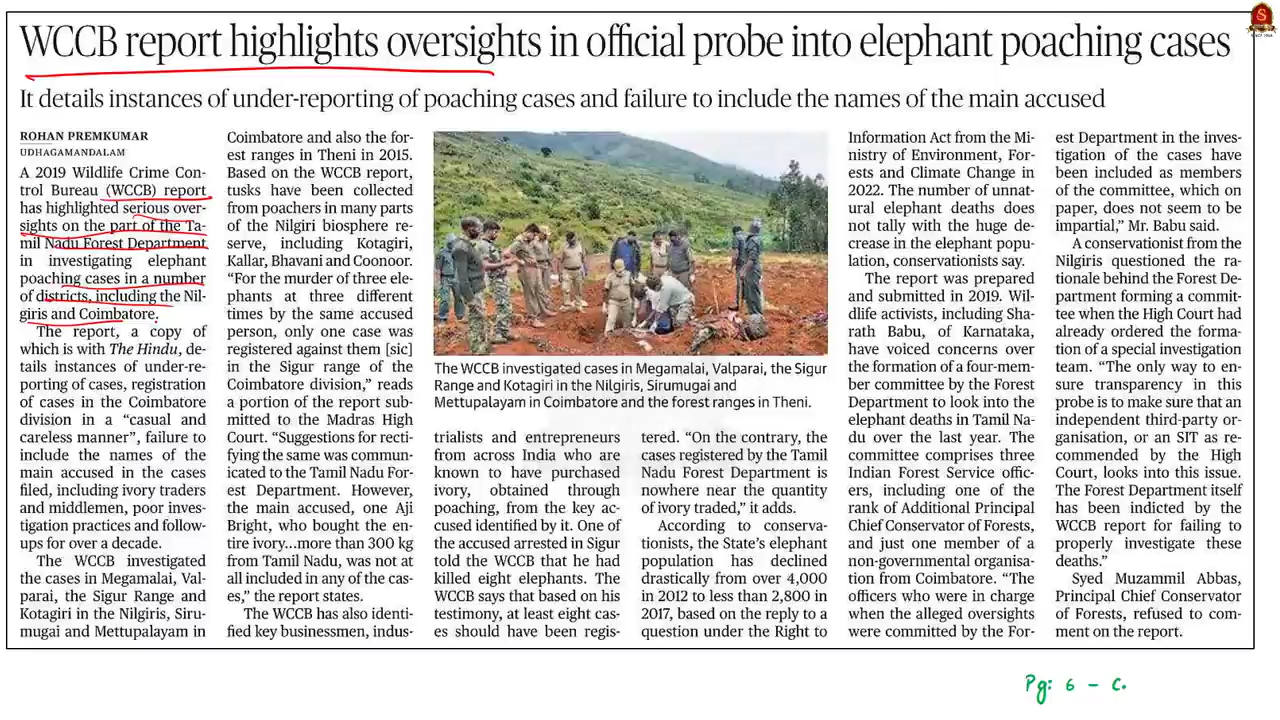 WCCB report highlights oversights in official probe into elephant poaching cases
It details instances of under-reporting of poaching cases and failure to include the names of the main accused
ROHAN PREMKUMAR
UDHAGAMANDALAM
A 2019 Wildlife Crime Con-
trol Bureau (WCCB) report
has highlighted serious over-
sights on the part of the Ta-
mil Nadu Forest Department
in investigating elephant
poaching cases in a number
of districts, including the Nil-
giris and Coimbatore.
The report, a copy of
which is with The Hindu, de-
tails instances of under-re-
porting of cases, registration
of cases in the Coimbatore
division in a “casual and
careless manner”, failure to
include the names of the
main accused in the cases
filed, including ivory traders
and middlemen, poor inves-
tigation practices and follow-
ups for over a decade.
The WCCB investigated
the cases in Megamalai, Val-
parai, the Sigur Range and
Kotagiri in the Nilgiris, Siru-
mugai and Mettupalayam in
Coimbatore and also the for-
est ranges in Theni in 2015.
Based on the WCCB report,
tusks have been collected
from poachers in many parts
of the Nilgiri biosphere re-
serve, including Kotagiri,
Kallar, Bhavani and Coonoor.
“For the murder of three ele-
phants at three different
times by the same accused
person, only one case was
registered against them [sic]
in the Sigur range of the
Coimbatore division,” reads
a portion of the report sub-
mitted to the Madras High
Court. “Suggestions for recti-
fying the same was commun-
icated to the Tamil Nadu For-
est Department. However,
the main accused, one Aji
Bright, who bought the en-
tire ivory...more than 300 kg
from Tamil Nadu, was not at
all included in any of the cas-
es,” the report states.
The WCCB has also identi-
fied key businessmen, indus-
The WCCB investigated cases in Megamalai, Valparai, the Sigur
Range and Kotagiri in the Nilgiris, Sirumugai and
Mettupalayam in Coimbatore and the forest ranges in Theni.
trialists and entrepreneurs
from across India who are
known to have purchased
ivory, obtained through
poaching, from the key ac-
cused identified by it. One of
the accused arrested in Sigur
told the WCCB that he had
killed eight elephants. The
WCCB says that based on his
testimony, at least eight cas-
es should have been regis-
tered. “On the contrary, the
cases registered by the Tamil
Nadu Forest Department is
nowhere near the quantity
of ivory traded,” it adds.
According to conserva-
tionists, the State’s elephant
population has declined
drastically from over 4,000
in 2012 to less than 2,800 in
2017, based on the reply to a
question under the Right to
Information Act from the Mi-
nistry of Environment, For-
ests and Climate Change in
2022. The number of unnat-
ural elephant deaths does
not tally with the huge de-
crease in the elephant popu-
lation, conservationists say.
The report was prepared
and submitted in 2019. Wil-
dlife activists, including Sha-
rath Babu, of Karnataka,
have voiced concerns over
the formation of a four-mem-
ber committee by the Forest
Department to look into the
elephant deaths in Tamil Na-
du over the last year. The
committee comprises three
Indian Forest Service offic-
ers, including one of the
rank of Additional Principal
Chief Conservator of Forests,
and just one member of a
non-governmental organisa-
tion from Coimbatore. “The
officers who were in charge
when the alleged oversights
were committed by the For-
est Department in the inves-
tigation of the cases have
been included as members
of the committee, which on
paper, does not seem to be
impartial,” Mr. Babu said.
A conservationist from the
Nilgiris questioned the ra-
tionale behind the Forest De-
partment forming a commit-
tee when the High Court had
already ordered the forma-
tion of a special investigation
team. “The only way to en-
sure transparency in this
probe is to make sure that an
independent third-party or-
ganisation, or an SIT as re-
commended by the High
Court, looks into this issue.
The Forest Department itself
has been indicted by the
WCCB report for failing to
properly investigate these
deaths.”
Syed Muzammil Abbas,
Principal Chief Conservator
of Forests, refused to com-
ment on the report.
Pg: 6 - C.